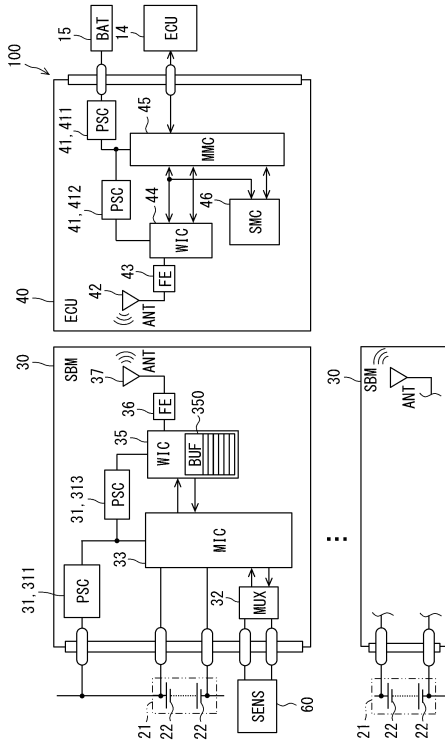 100
40
ECU
41, 411
PSC
15
BAT
14
ECU
41, 412
PSC
45
MMC
44
WIC
43
FE
42
ANT
46
SMC
30
SBM
31, 311
PSC
31, 313
PSC
33
MIC
35
WIC
350
BUF
36
FE
37
ANT
32
MUX
60
SENS
21
22
22
30
SBM
ANT
21
22
22